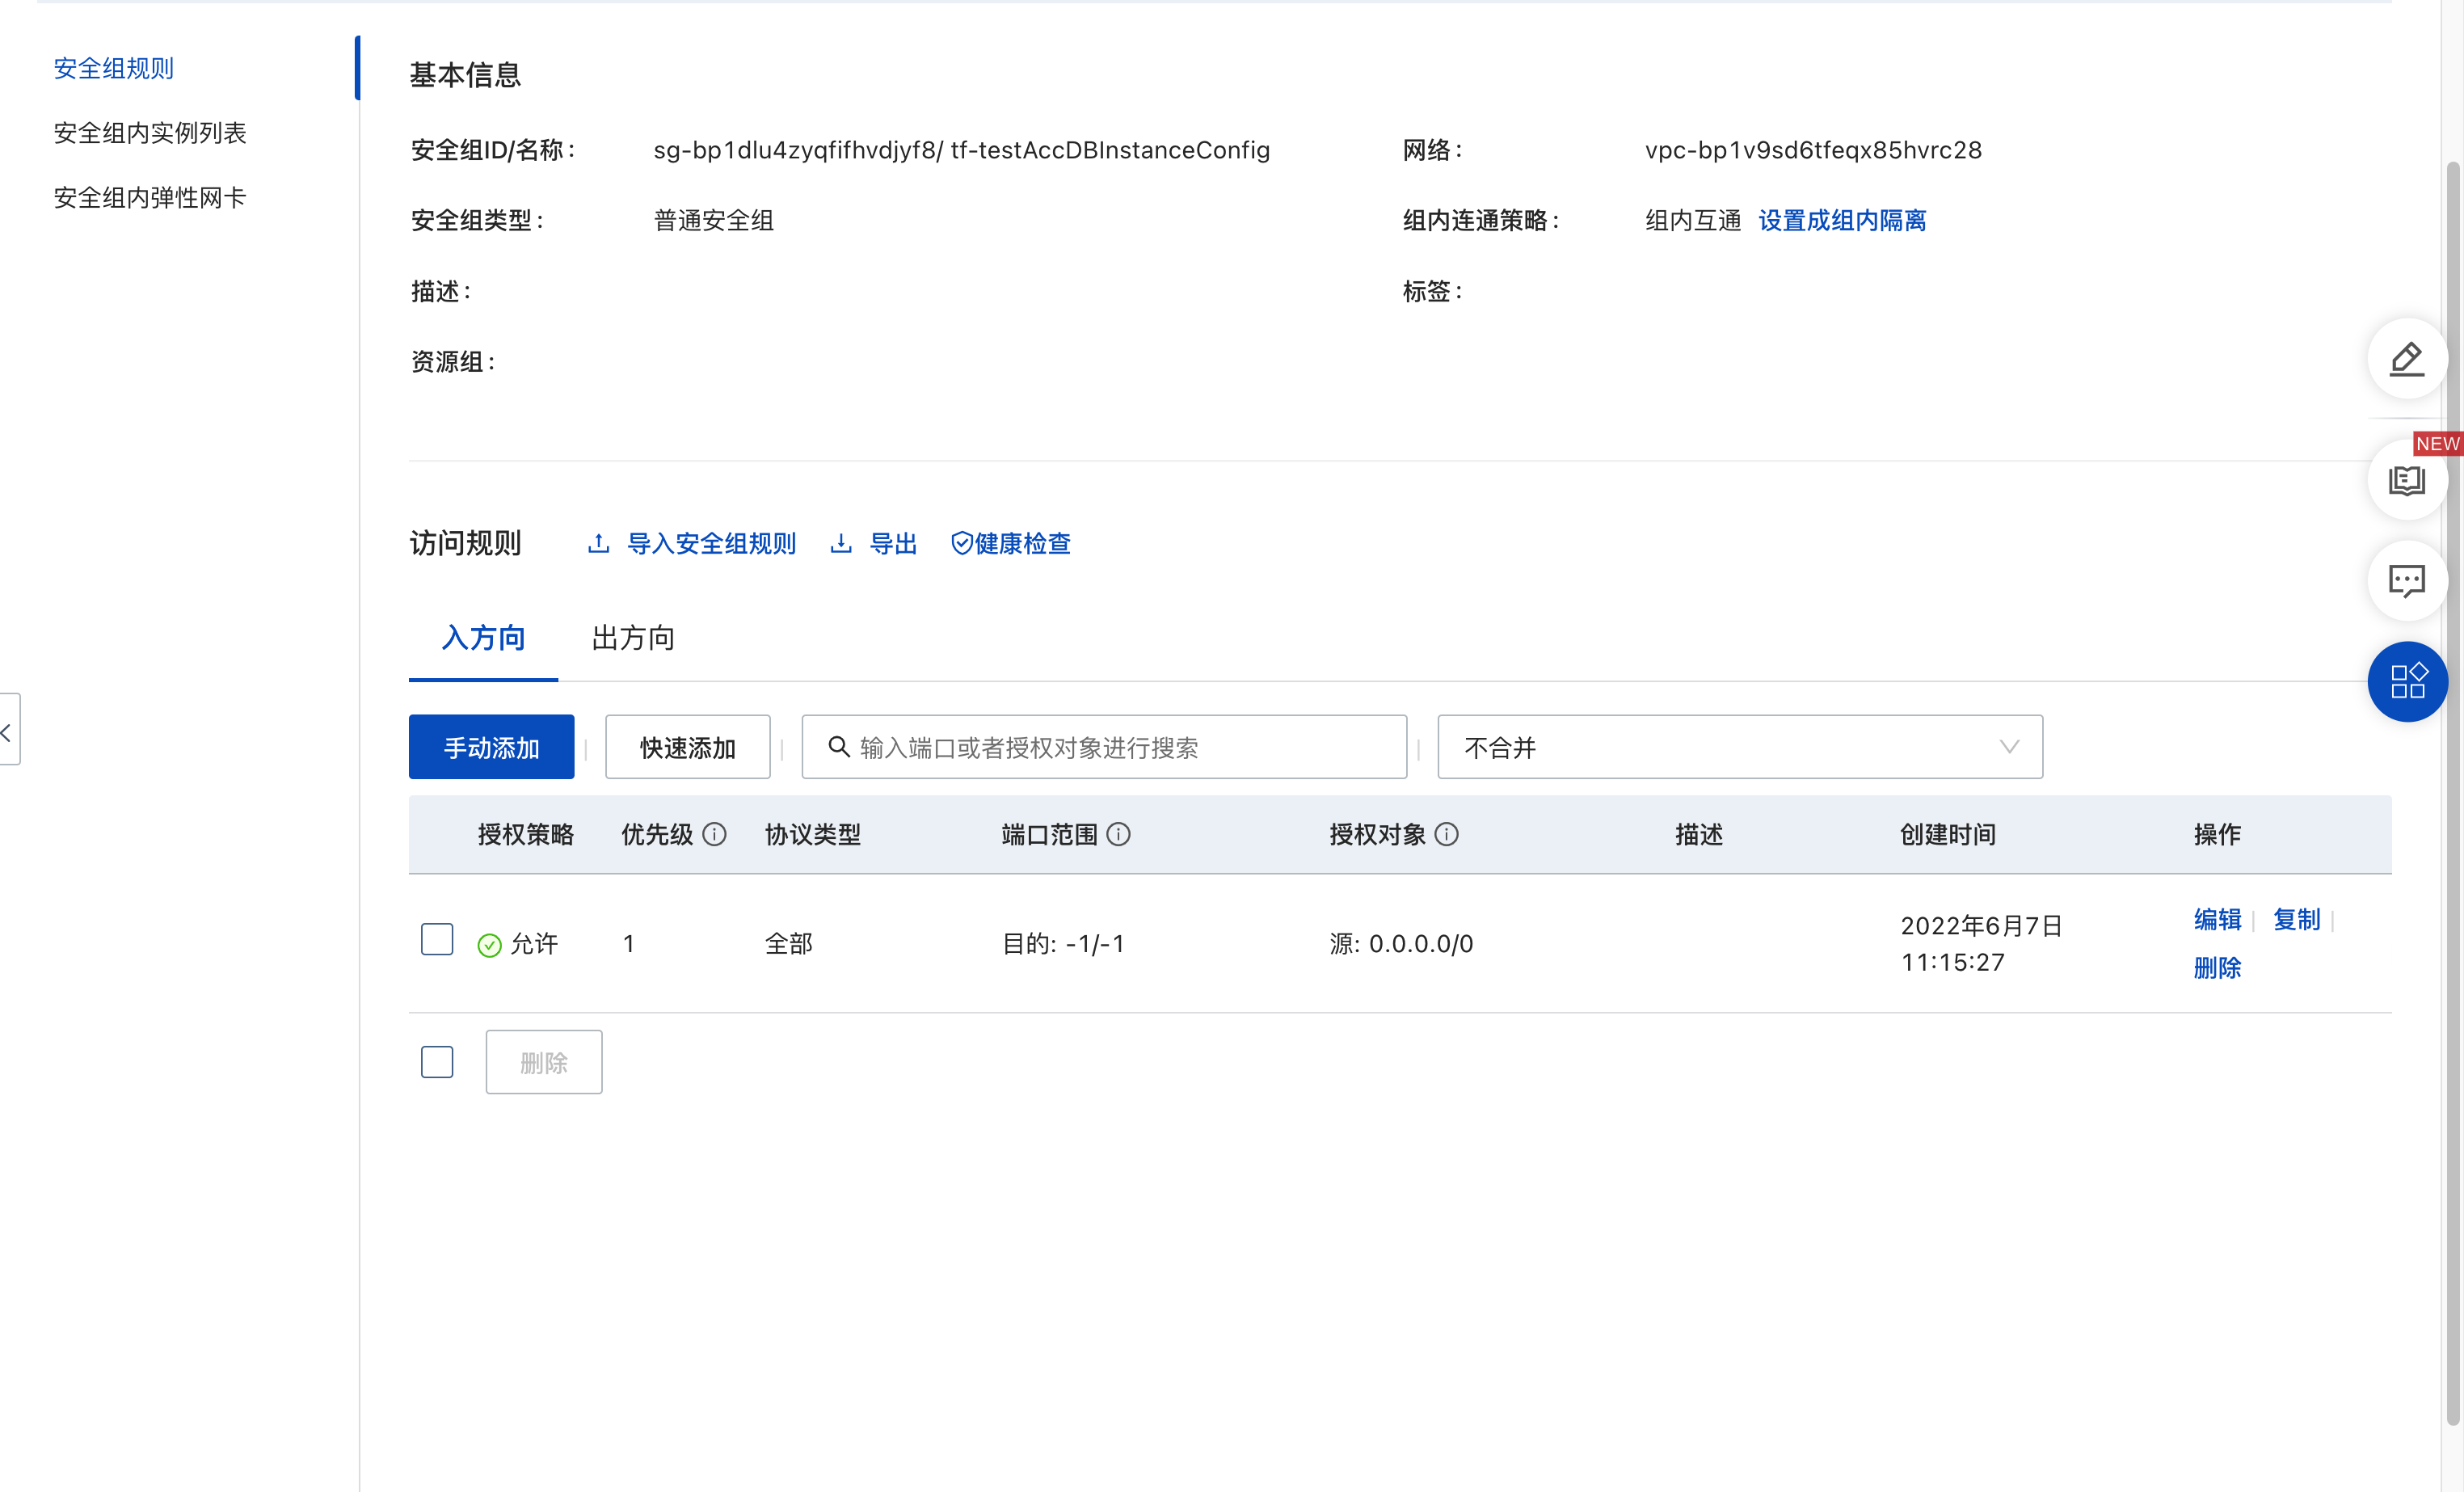 安全组规则
安全组内实例列表
安全组内弹性网卡
基本信息
安全组ID/名称： sg-bp1dlu4zyqfifhvdjyf8/ tf-testAccDBInstanceConfig 网络： vpc-bp1v9sd6tfeqx85hvrc28
安全组类型： 普通安全组 组内连通策略： 组内互通 设置成组内隔离
描述： 标签：
资源组：
NEW
访问规则 导入安全组规则 导出 健康检查
入方向 出方向
手动添加 快速添加 输入端口或者授权对象进行搜索 不合并
授权策略 优先级 协议类型 端口范围 授权对象 描述 创建时间 操作
允许 1 全部 目的: -1/-1 源: 0.0.0.0/0 2022年6月7日 编辑 复制
11:15:27 删除
删除